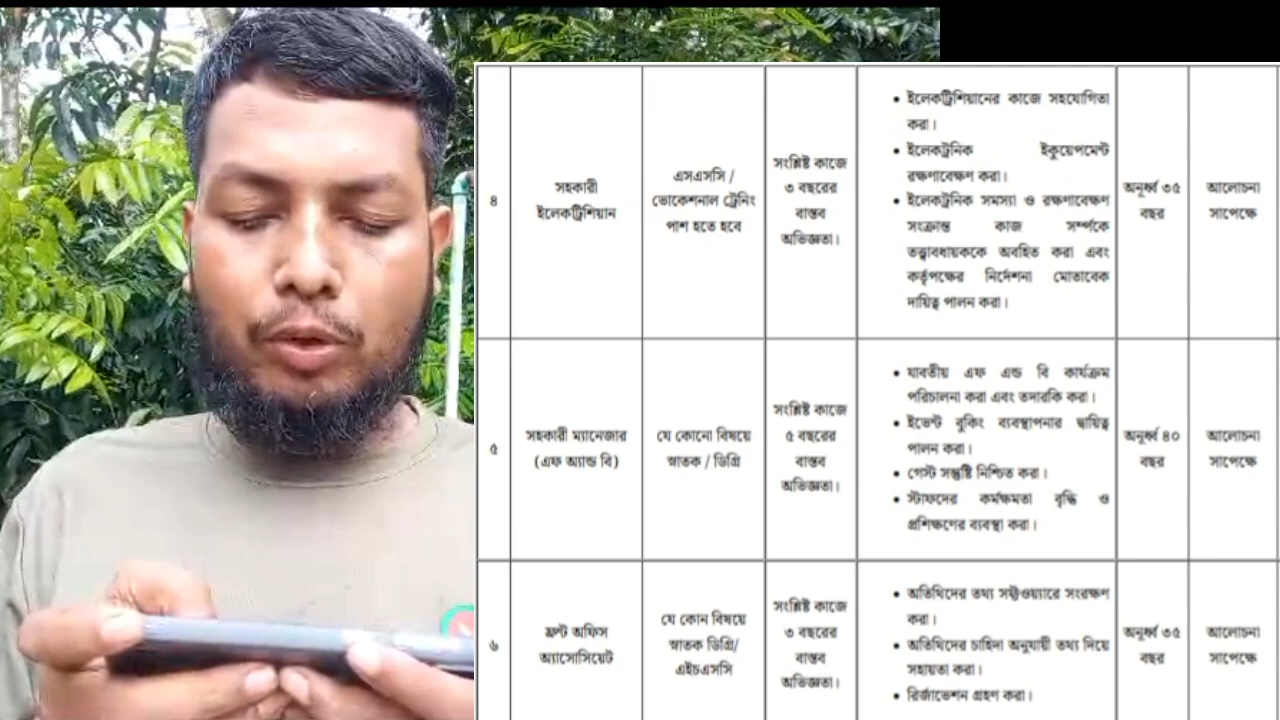 ৪
সহকারী
ইলেকট্রিশিয়ান
এসএসসি /
ভোকেশনাল ট্রেনিং
পাশ হতে হবে
সংশ্লিষ্ট কাজে
৩ বছরের
বাস্তব
অভিজ্ঞতা।
• ইলেকট্রিশিয়ানের কাজে সহযোগিতা
করা।
• ইলেকট্রনিক ইকুয়েপমেন্ট
রক্ষণাবেক্ষণ করা।
• ইলেকট্রনিক সমস্যা ও রক্ষণাবেক্ষণ
সংক্রান্ত কাজ সর্ম্পকে
তত্ত্বাবধায়ককে অবহিত করা এবং
কর্তৃপক্ষের নির্দেশনা মোতাবেক
দায়িত্ব পালন করা।
অনূর্ধ্ব ৩৫
বছর
আলোচনা
সাপেক্ষে
৫
সহকারী ম্যানেজার
(এফ অ্যান্ড বি)
যে কোনো বিষয়ে
স্নাতক / ডিগ্রি
সংশ্লিষ্ট কাজে
৫ বছরের
বাস্তব
অভিজ্ঞতা।
• যাবতীয় এফ এন্ড বি কার্যক্রম
পরিচালনা করা এবং তদারকি করা।
• ইভেন্ট বুকিং ব্যবস্থাপনার দ্বায়িত্ব
পালন করা।
• গেস্ট সন্তুষ্টি নিশ্চিত করা।
• স্টাফদের কর্মক্ষমতা বৃদ্ধি ও
প্রশিক্ষণের ব্যবস্থা করা।
অনূর্ধ্ব ৪০
বছর
আলোচনা
সাপেক্ষে
৬
ফ্রন্ট অফিস
অ্যাসোসিয়েট
যে কোন বিষয়ে
স্নাতক ডিগ্রি/
এইচএসসি
সংশ্লিষ্ট কাজে
৩ বছরের
বাস্তব
অভিজ্ঞতা।
• অতিথিদের তথ্য সফ্টওয়্যারে সংরক্ষণ
করা।
• অতিথিদের চাহিদা অনুযায়ী তথ্য দিয়ে
সহায়তা করা।
• রির্জাভেশন গ্রহণ করা।
অনূর্ধ্ব ৩৫
বছর
আলোচনা
সাপেক্ষে